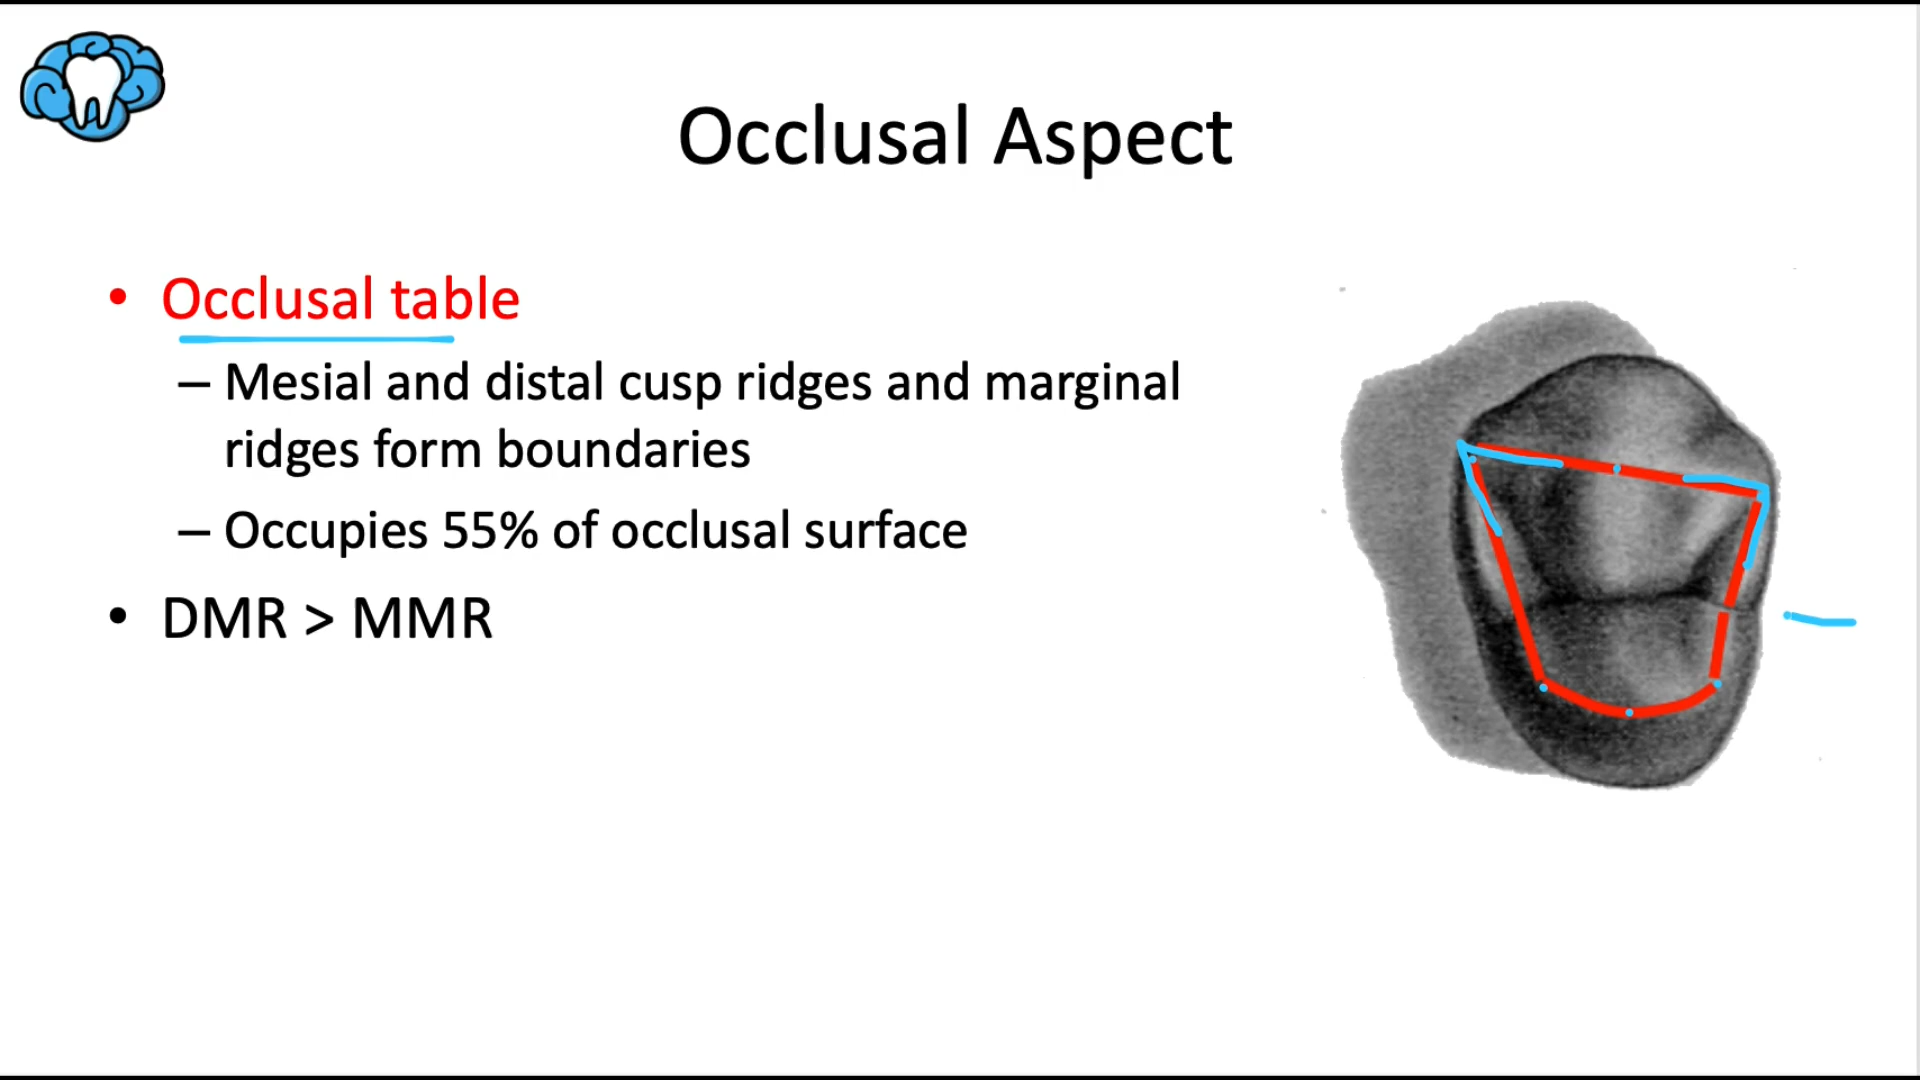 Occlusal Aspect
• Occlusal table
– Mesial and distal cusp ridges and marginal
ridges form boundaries
– Occupies 55% of occlusal surface
• DMR > MMR